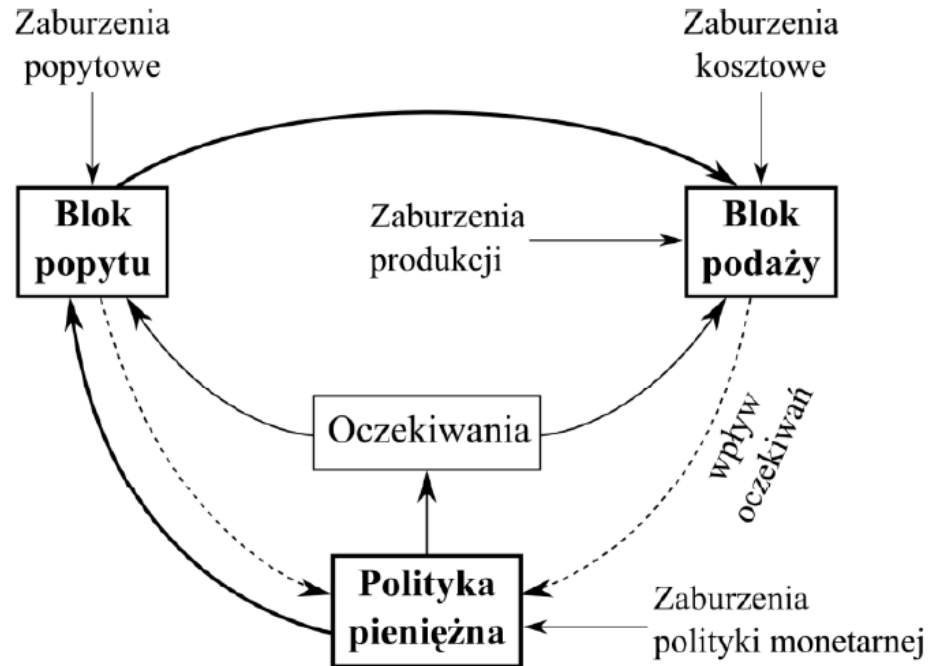 Zaburzenia
popytowe
Zaburzenia
kosztowe
Blok
popytu
Zaburzenia
produkcji
Blok
podaży
Oczekiwania
wpływ
oczekiwań
Polityka
pieniężna
Zaburzenia
polityki monetarnej